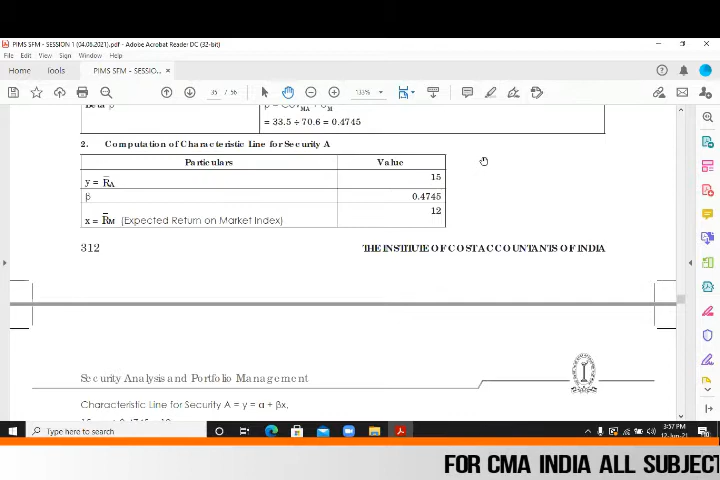 PIMS SFM - SESSION 1 (04.05.2021).pdf - Adobe Acrobat Reader DC (32-bit)
File Edit View Sign Window Help
Home Tools PIMS SFM - SESSIO... ×
35 / 56 133%
= 33.5 ÷ 70.6 = 0.4745
2. Computation of Characteristic Line for Security A
Particulars Value
y = R̅A 15
β 0.4745
x = R̅M (Expected Return on Market Index) 12
312 THE INSTITUTE OF COST ACCOUNTANTS OF INDIA
Security Analysis and Portfolio Management
Characteristic Line for Security A = y = α + βx,
Type here to search
3:57 PM
FOR CMA INDIA ALL SUBJECT